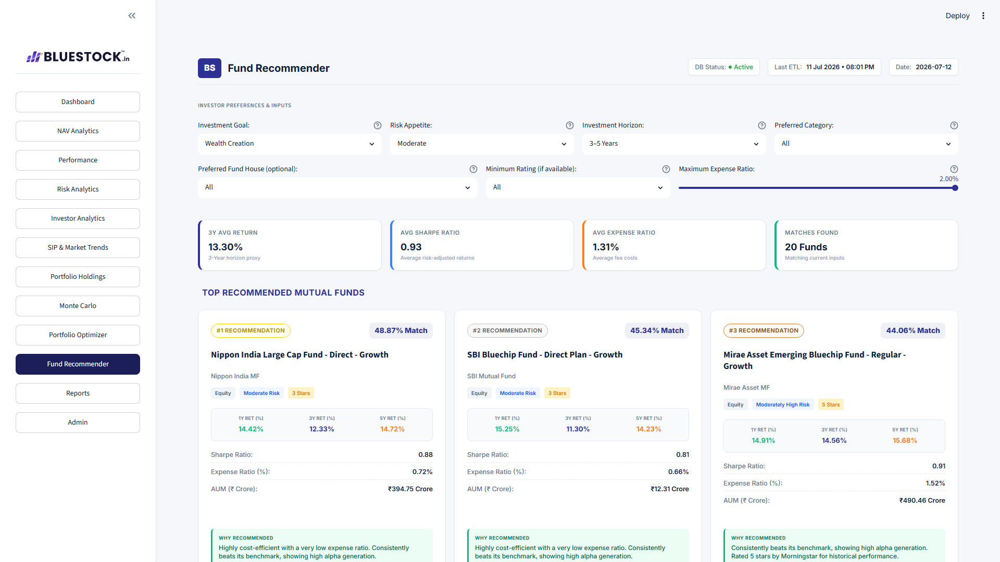 Deploy
BLUESTOCK.in
™
Dashboard
NAV Analytics
Performance
Risk Analytics
Investor Analytics
SIP & Market Trends
Portfolio Holdings
Monte Carlo
Portfolio Optimizer
Fund Recommender
Reports
Admin
BS Fund Recommender
DB Status: ● Active
Last ETL: 11 Jul 2026 • 08:01 PM
Date: 2026-07-12
INVESTOR PREFERENCES & INPUTS
Investment Goal:
Wealth Creation
Risk Appetite:
Moderate
Investment Horizon:
3–5 Years
Preferred Category:
All
Preferred Fund House (optional):
All
Minimum Rating (if available):
All
Maximum Expense Ratio:
2.00%
3Y AVG RETURN
13.30%
3-Year horizon proxy
AVG SHARPE RATIO
0.93
Average risk-adjusted returns
AVG EXPENSE RATIO
1.31%
Average fee costs
MATCHES FOUND
20 Funds
Matching current inputs
TOP RECOMMENDED MUTUAL FUNDS
#1 RECOMMENDATION
48.87% Match
Nippon India Large Cap Fund - Direct - Growth
Nippon India MF
Equity Moderate Risk 3 Stars
1Y RET (%) 3Y RET (%) 5Y RET (%)
14.42% 12.33% 14.72%
Sharpe Ratio: 0.88
Expense Ratio (%): 0.72%
AUM (₹ Crore): ₹394.75 Crore
WHY RECOMMENDED
Highly cost-efficient with a very low expense ratio. Consistently
beats its benchmark, showing high alpha generation.
#2 RECOMMENDATION
45.34% Match
SBI Bluechip Fund - Direct Plan - Growth
SBI Mutual Fund
Equity Moderate Risk 3 Stars
1Y RET (%) 3Y RET (%) 5Y RET (%)
15.25% 11.30% 14.23%
Sharpe Ratio: 0.81
Expense Ratio (%): 0.66%
AUM (₹ Crore): ₹12.31 Crore
WHY RECOMMENDED
Highly cost-efficient with a very low expense ratio. Consistently
beats its benchmark, showing high alpha generation.
#3 RECOMMENDATION
44.06% Match
Mirae Asset Emerging Bluechip Fund - Regular -
Growth
Mirae Asset MF
Equity Moderately High Risk 5 Stars
1Y RET (%) 3Y RET (%) 5Y RET (%)
14.91% 14.56% 15.68%
Sharpe Ratio: 0.91
Expense Ratio (%): 1.52%
AUM (₹ Crore): ₹490.46 Crore
WHY RECOMMENDED
Consistently beats its benchmark, showing high alpha generation.
Rated 5 stars by Morningstar for historical performance.